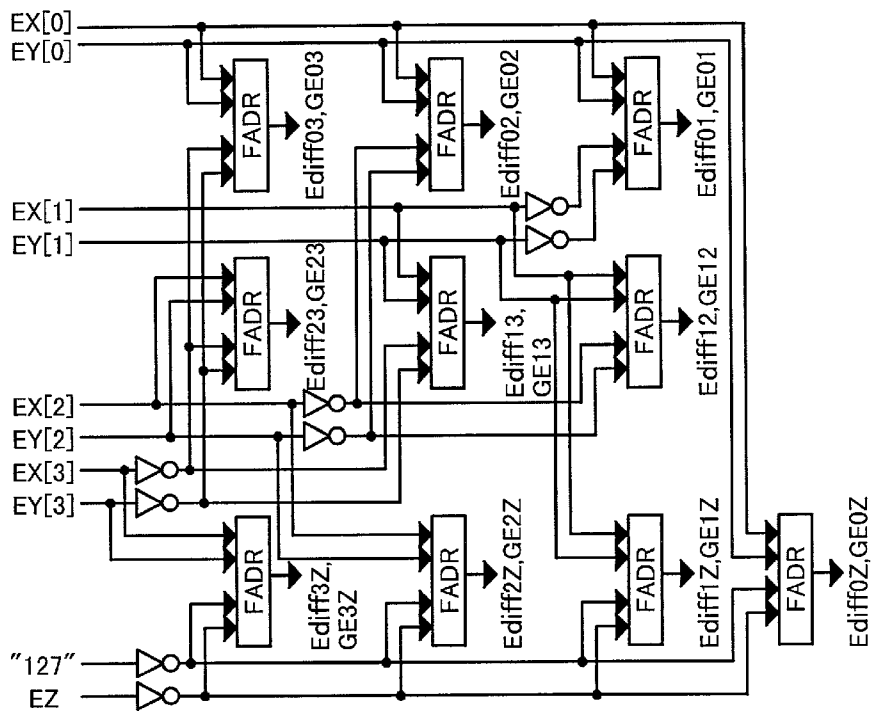 EX[0]
EY[0]
FADR
Ediff03,GE03
FADR
Ediff02,GE02
FADR
Ediff01,GE01
EX[1]
EY[1]
FADR
Ediff23,GE23
FADR
Ediff13,
GE13
FADR
Ediff12,GE12
EX[2]
EY[2]
EX[3]
EY[3]
FADR
Ediff3Z,
GE3Z
FADR
Ediff2Z,GE2Z
FADR
Ediff1Z,GE1Z
FADR
Ediff0Z,GE0Z
"127"
EZ